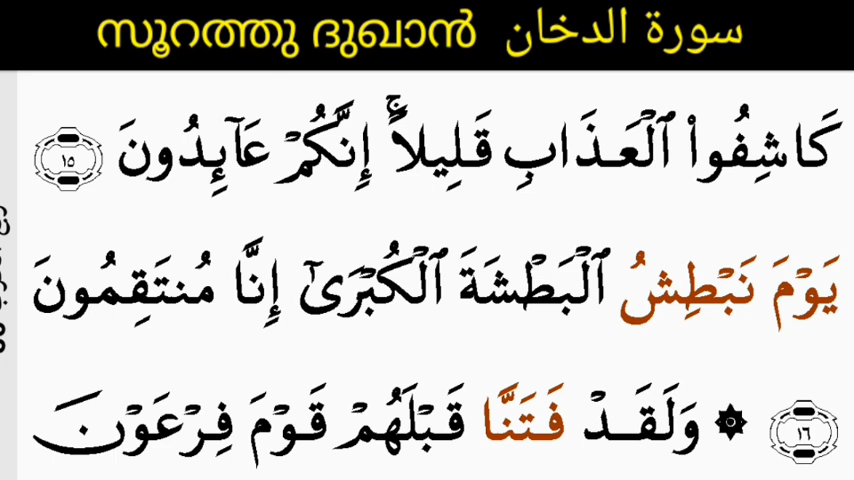 സൂറത്തു ദുഖാൻ سورة الدخان
كَاشِفُوا۟ ٱلْعَذَابِ قَلِيلًاۚ إِنَّكُمْ عَآئِدُونَ ١٥
يَوْمَ نَبْطِشُ ٱلْبَطْشَةَ ٱلْكُبْرَىٰٓ إِنَّا مُنتَقِمُونَ
١٦ ۞ وَلَقَدْ فَتَنَّا قَبْلَهُمْ قَوْمَ فِرْعَوْنَ